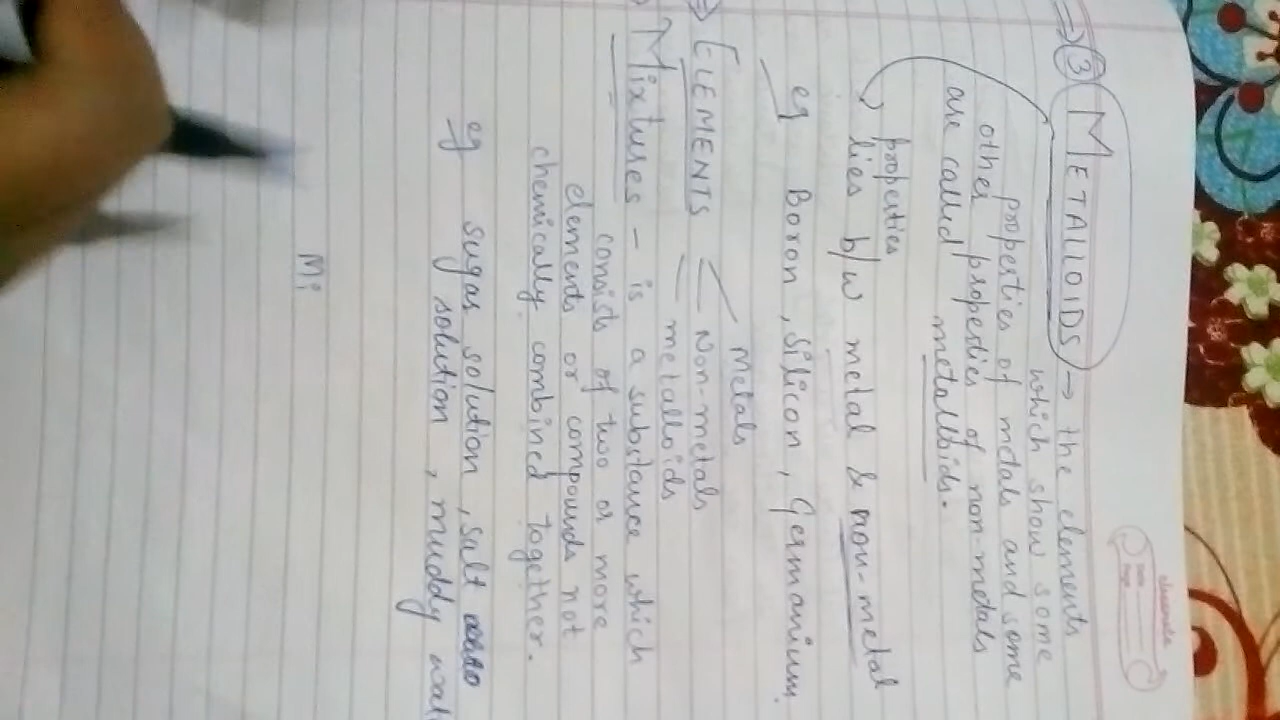 ⇒ ③ METALLOIDS → the elements
which show some
properties of metals and some
other properties of non-metals
are called metalloids.
properties
lies b/w metal & non-metal
eg Boron, Silicon, Germanium
⇒ ELEMENTS
Metals
Non-metals
metalloids
Mixtures - is a substance which
consists of two or more
elements or compounds not
chemically combined together.
eg sugar solution, salt
solution, muddy wat
Mi